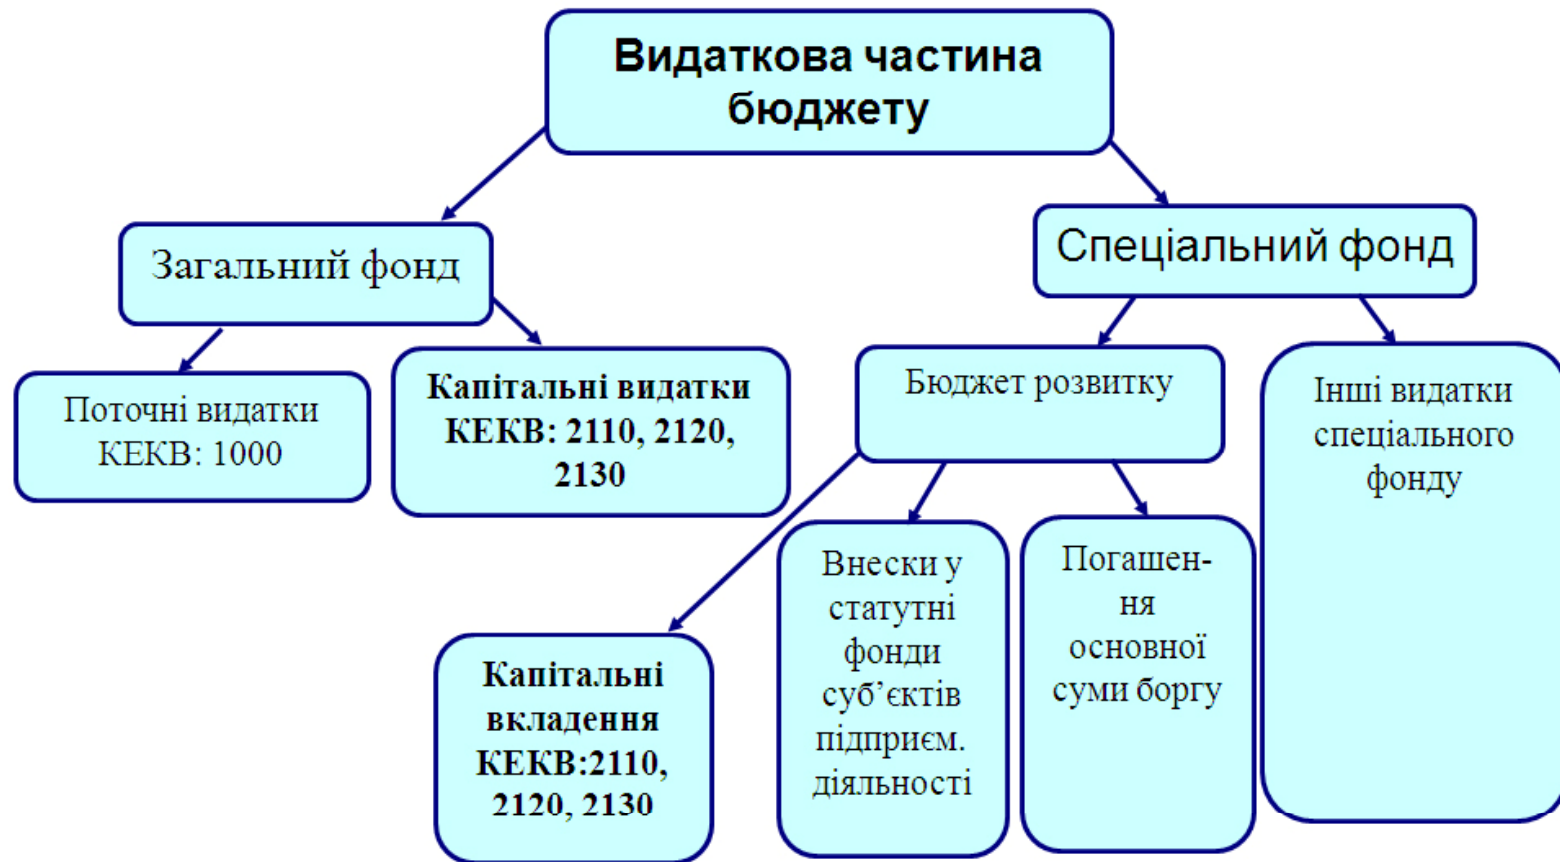 Видаткова частина
бюджету
Загальний фонд
Спеціальний фонд
Поточні видатки
КЕКВ: 1000
Капітальні видатки
КЕКВ: 2110, 2120,
2130
Бюджет розвитку
Інші видатки
спеціального
фонду
Капітальні
вкладення
КЕКВ:2110,
2120, 2130
Внески у
статутні
фонди
суб’єктів
підприєм.
діяльності
Погашен-
ня
основної
суми боргу